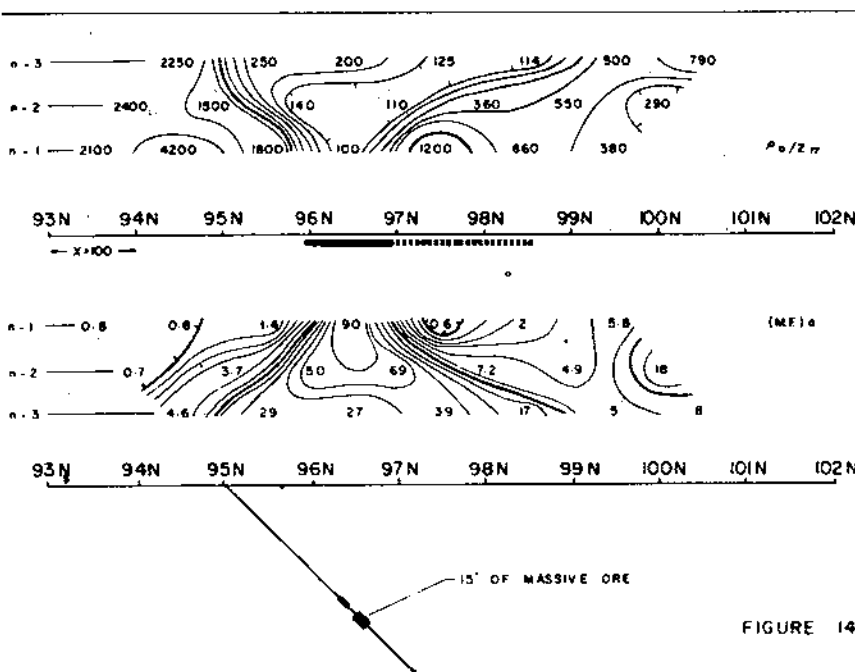 n-3 2250 250 200 125 114 500 790
n-2 2400 1500 140 110 360 550 290
n-1 2100 4200 1800 100 1200 660 380
93N 94N 95N 96N 97N 98N 99N 100N 101N 102N
X=100
n-1 0.8 0.8 1.4 90 0.6 2 5.8 (M.F.) a
n-2 0.7 3.7 50 69 7.2 4.9 18
n-3 4.6 29 27 39 17 5 8
93N 94N 95N 96N 97N 98N 99N 100N 101N 102N
15' OF MASSIVE ORE
FIGURE 14